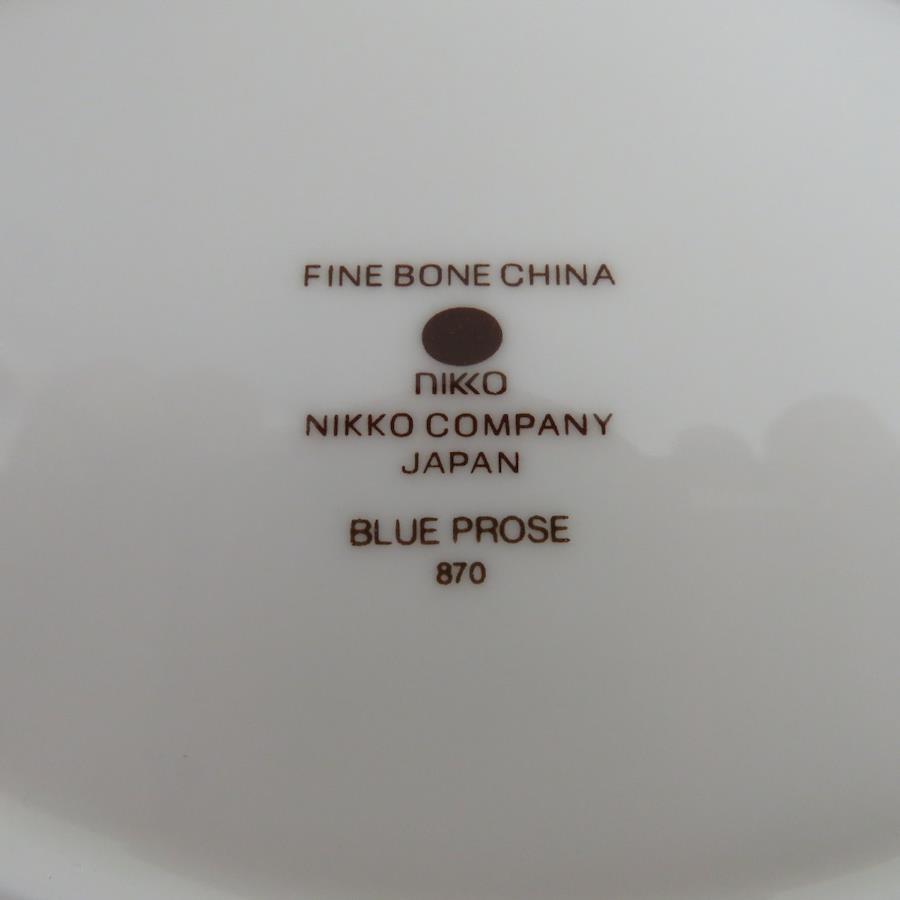 FINE BONE CHINA
nikko
NIKKO COMPANY
JAPAN
BLUE PROSE
870